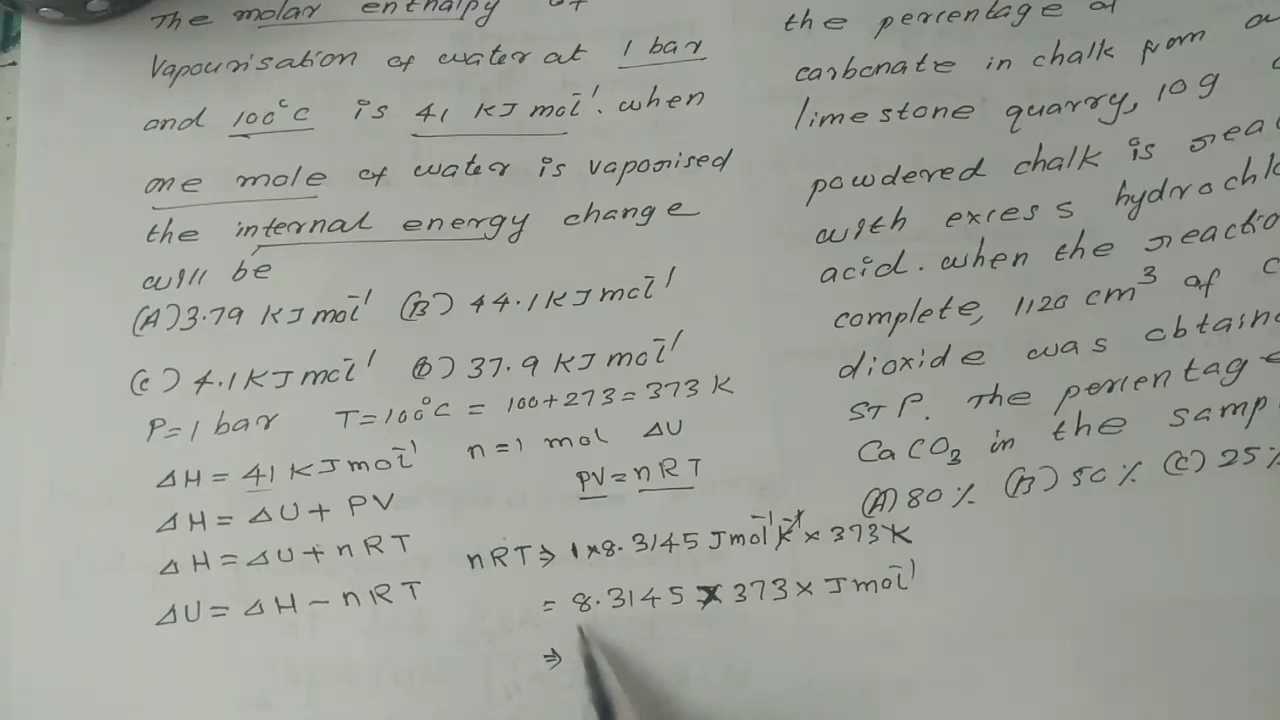 The molar enthalpy of
Vapourisation of water at 1 bar
and 100°C is 41 KJ mol⁻¹. when
one mole of water is vaporised
the internal energy change
will be
(A) 3.79 KJ mol⁻¹ (B) 44.1 KJ mol⁻¹
(C) 4.1 KJ mol⁻¹ (D) 37.9 KJ mol⁻¹
P=1 bar T=100°C = 100+273=373 K
ΔH = 41 KJ mol⁻¹ n=1 mol ΔU
PV=nRT
ΔH = ΔU + PV
ΔH = ΔU + nRT
ΔU = ΔH - nRT
nRT ⇒ 1×8.3145 J mol⁻¹ K⁻¹ × 373 K
= 8.3145 × 373 × J mol⁻¹
⇒
the percentage
carbonate in chalk from a
limestone quarry, 10g
powdered chalk is
with excess
acid. when the
complete, 1120 cm³ of
dioxide was
STP. The
CaCO₃ in the
(A) 80% (B) 50% (C) 25%